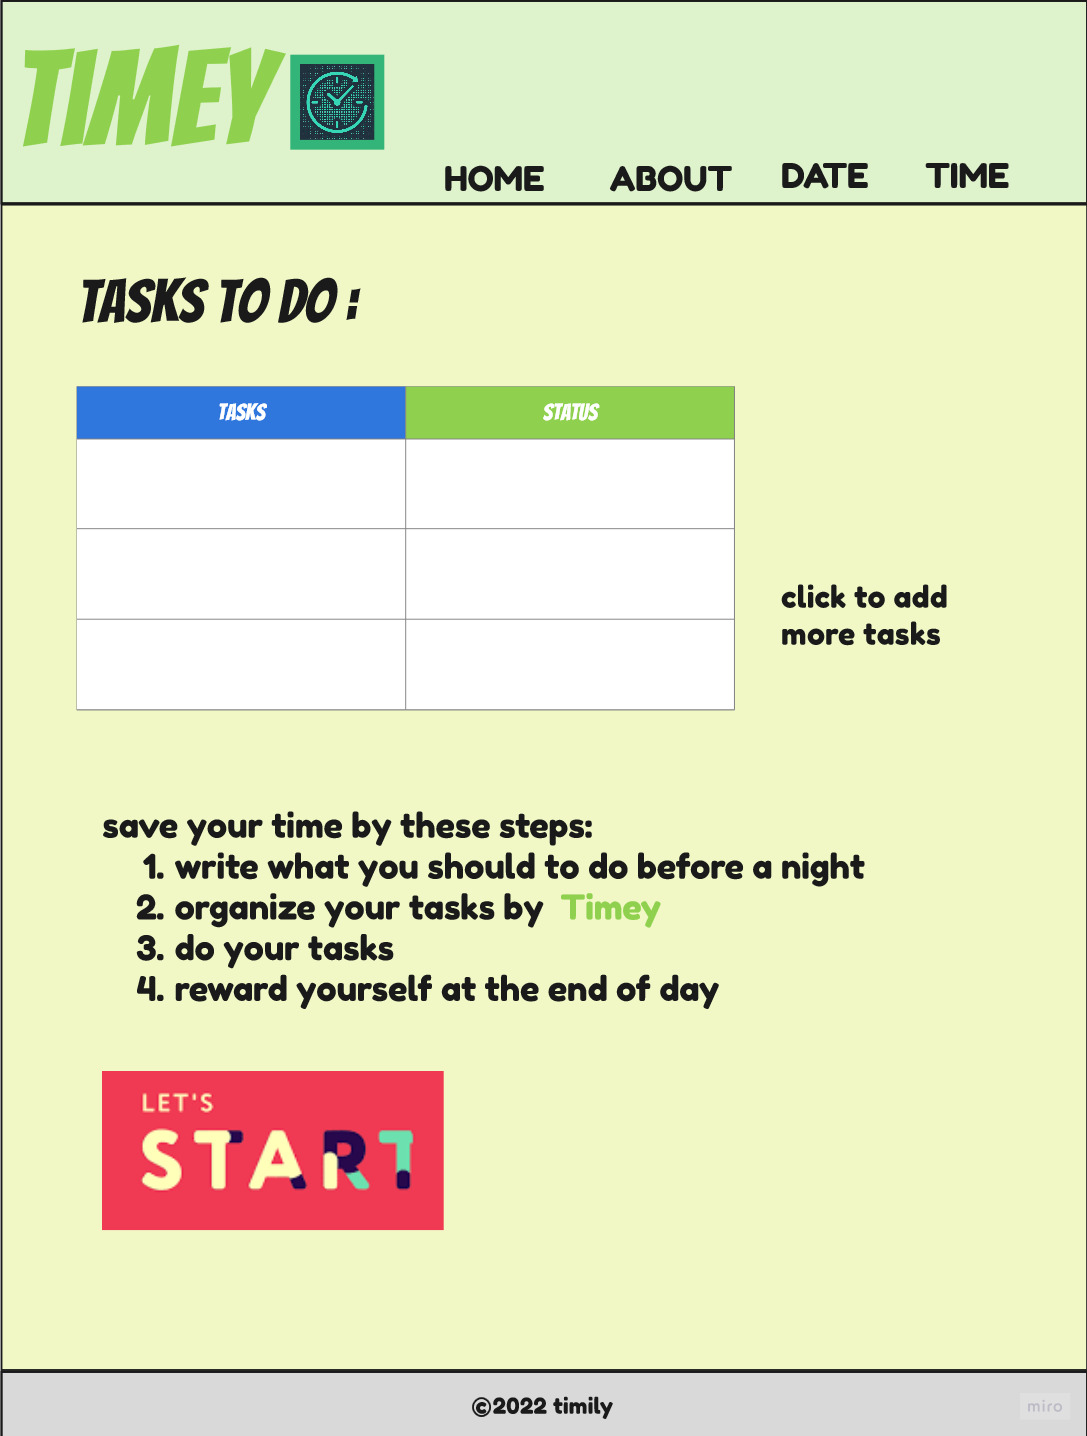 TIMEY
HOME ABOUT DATE TIME
TASKS TO DO :
TASKS STATUS
click to add
more tasks
save your time by these steps:
1. write what you should to do before a night
2. organize your tasks by Timey
3. do your tasks
4. reward yourself at the end of day
LET'S
START
©2022 timily
miro